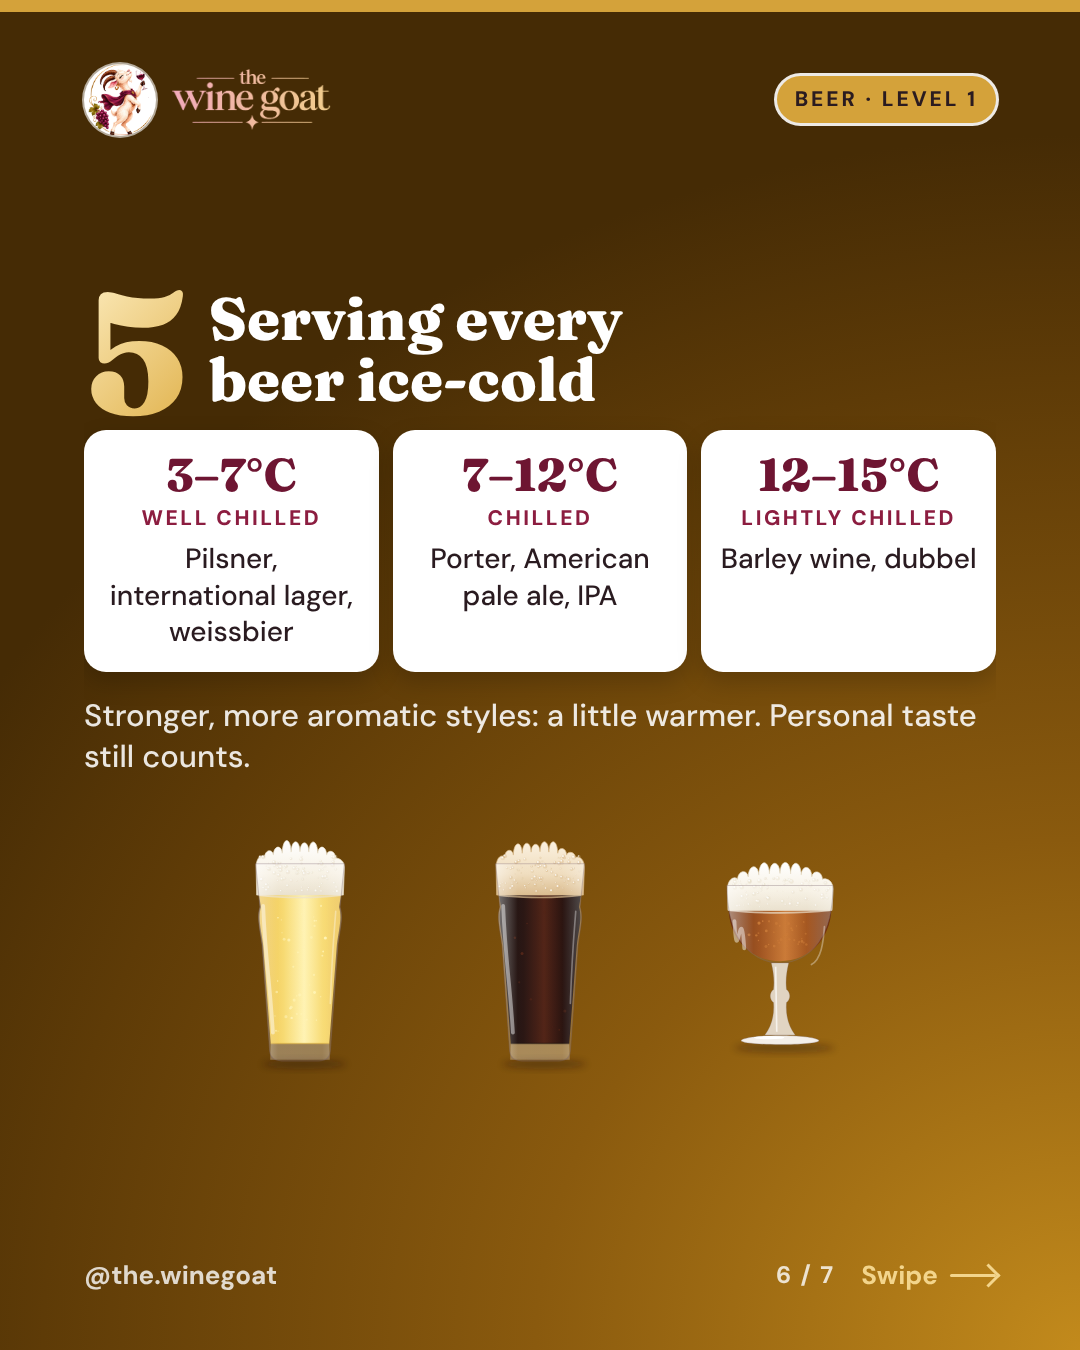 the
wine goat
BEER · LEVEL 1
5
Serving every
beer ice-cold
3–7°C
WELL CHILLED
Pilsner,
international lager,
weissbier
7–12°C
CHILLED
Porter, American
pale ale, IPA
12–15°C
LIGHTLY CHILLED
Barley wine, dubbel
Stronger, more aromatic styles: a little warmer. Personal taste
still counts.
@the.winegoat
6 / 7
Swipe